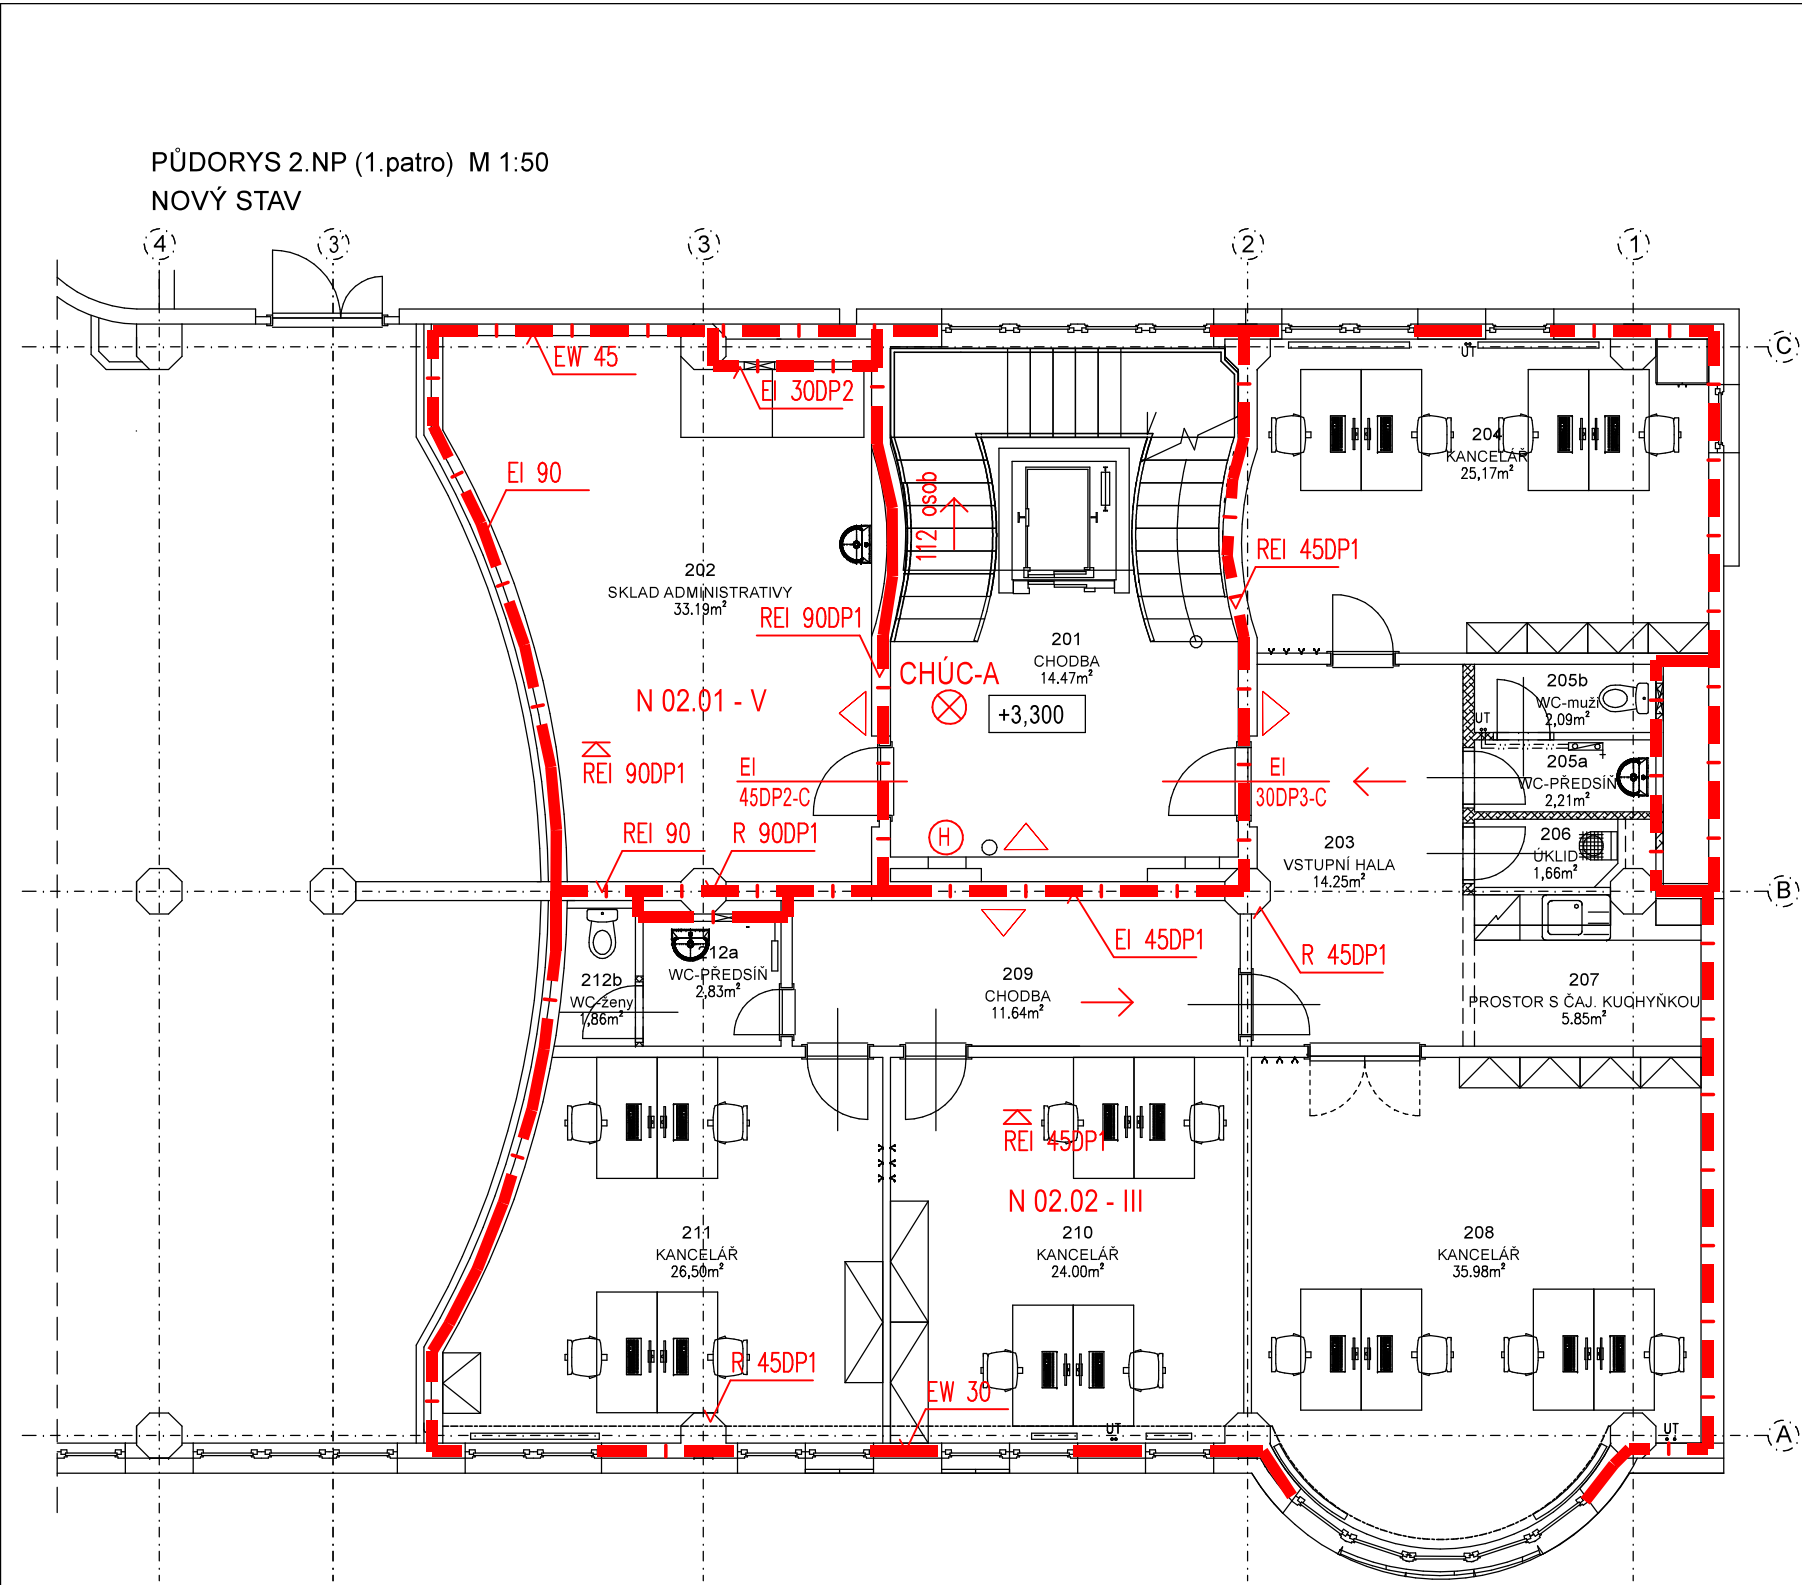 PŮDORYS 2.NP (1.patro) M 1:50
NOVÝ STAV
4
3'
3
2
1
C
EW 45
EI 30DP2
UT
EI 90
112 osob
204
KANCELÁŘ
25,17m²
REI 45DP1
202
SKLAD ADMINISTRATIVY
33.19m²
REI 90DP1
201
CHODBA
14.47m²
CHÚC-A
+3,300
N 02.01 - V
REI 90DP1
EI
45DP2-C
EI
30DP3-C
205b
WC-muži
2,09m²
UT
205a
WC-PŘEDSÍŇ
2,21m²
REI 90
R 90DP1
H
203
VSTUPNÍ HALA
14.25m²
206
ÚKLID
1,66m²
B
EI 45DP1
R 45DP1
212a
WC-PŘEDSÍŇ
2,83m²
212b
WC-ženy
1,86m²
209
CHODBA
11.64m²
207
PROSTOR S ČAJ. KUCHYŇKOU
5.85m²
REI 45DP1
N 02.02 - III
211
KANCELÁŘ
26,50m²
210
KANCELÁŘ
24.00m²
208
KANCELÁŘ
35.98m²
R 45DP1
EW 30
UT
UT
A